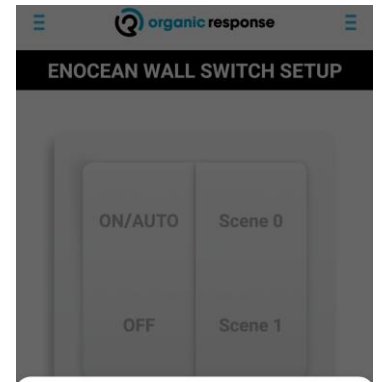 organic response
ENOCEAN WALL SWITCH SETUP
ON/AUTO Scene 0
OFF Scene 1